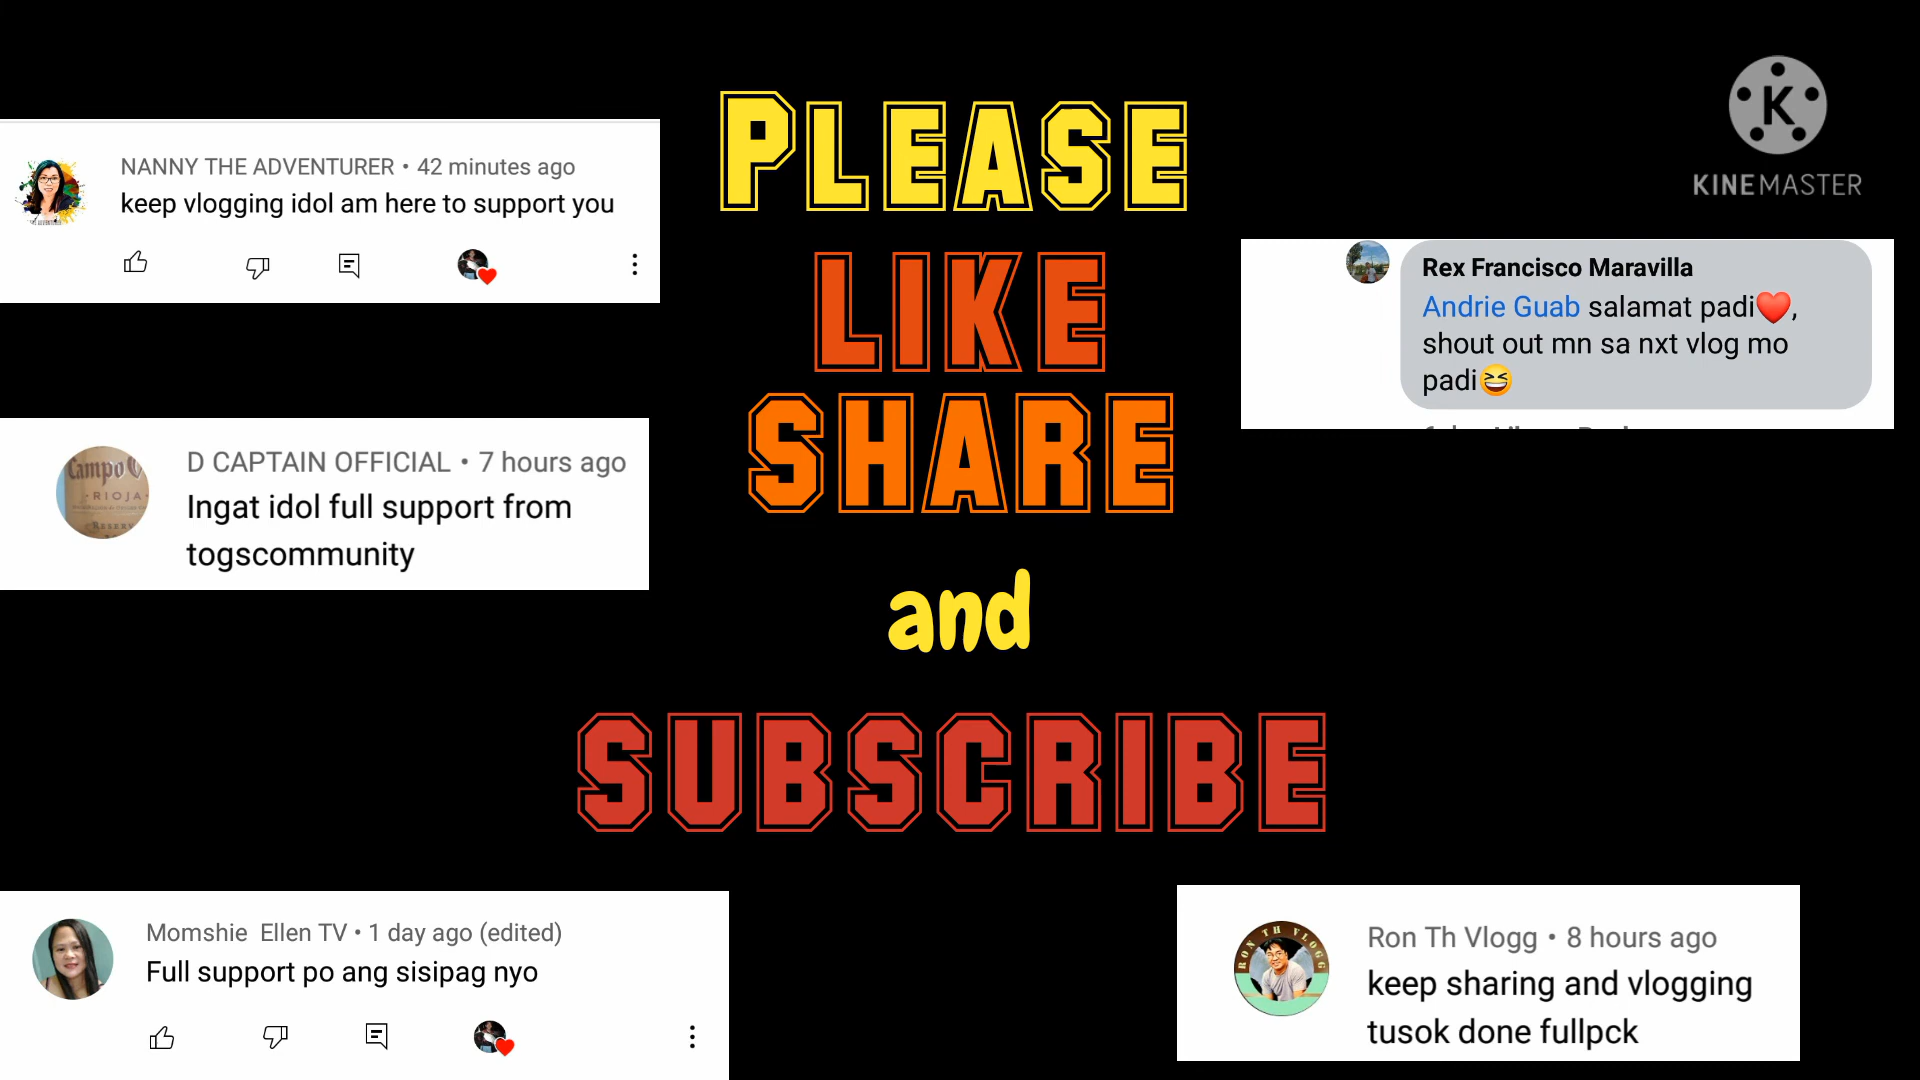 PLEASE
LIKE
SHARE
and
SUBSCRIBE
KINEMASTER
NANNY THE ADVENTURER • 42 minutes ago
keep vlogging idol am here to support you
Rex Francisco Maravilla
Andrie Guab salamat padi❤️,
shout out mn sa nxt vlog mo
padi😆
Campo
RIOJA
RESERV
D CAPTAIN OFFICIAL • 7 hours ago
Ingat idol full support from
togscommunity
Momshie Ellen TV • 1 day ago (edited)
Full support po ang sisipag nyo
RON TH VLOGG
Ron Th Vlogg • 8 hours ago
keep sharing and vlogging
tusok done fullpck